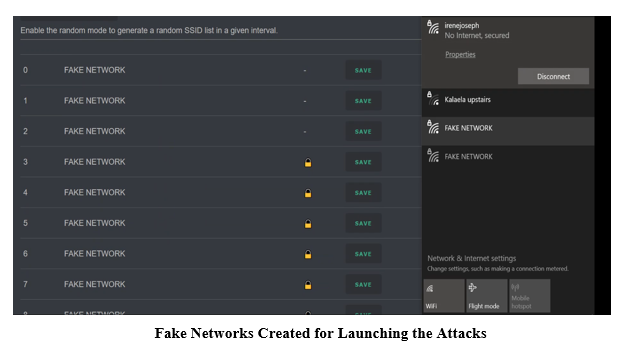 Enable the random mode to generate a random SSID list in a given interval.
0 FAKE NETWORK - SAVE
1 FAKE NETWORK - SAVE
2 FAKE NETWORK - SAVE
3 FAKE NETWORK SAVE
4 FAKE NETWORK SAVE
5 FAKE NETWORK SAVE
6 FAKE NETWORK SAVE
7 FAKE NETWORK SAVE
irenejoseph
No Internet, secured
Properties
Disconnect
Kalaela upstairs
FAKE NETWORK
FAKE NETWORK
Network & Internet settings
Change settings, such as making a connection metered.
WiFi
Flight mode
Mobile
hotspot
Fake Networks Created for Launching the Attacks